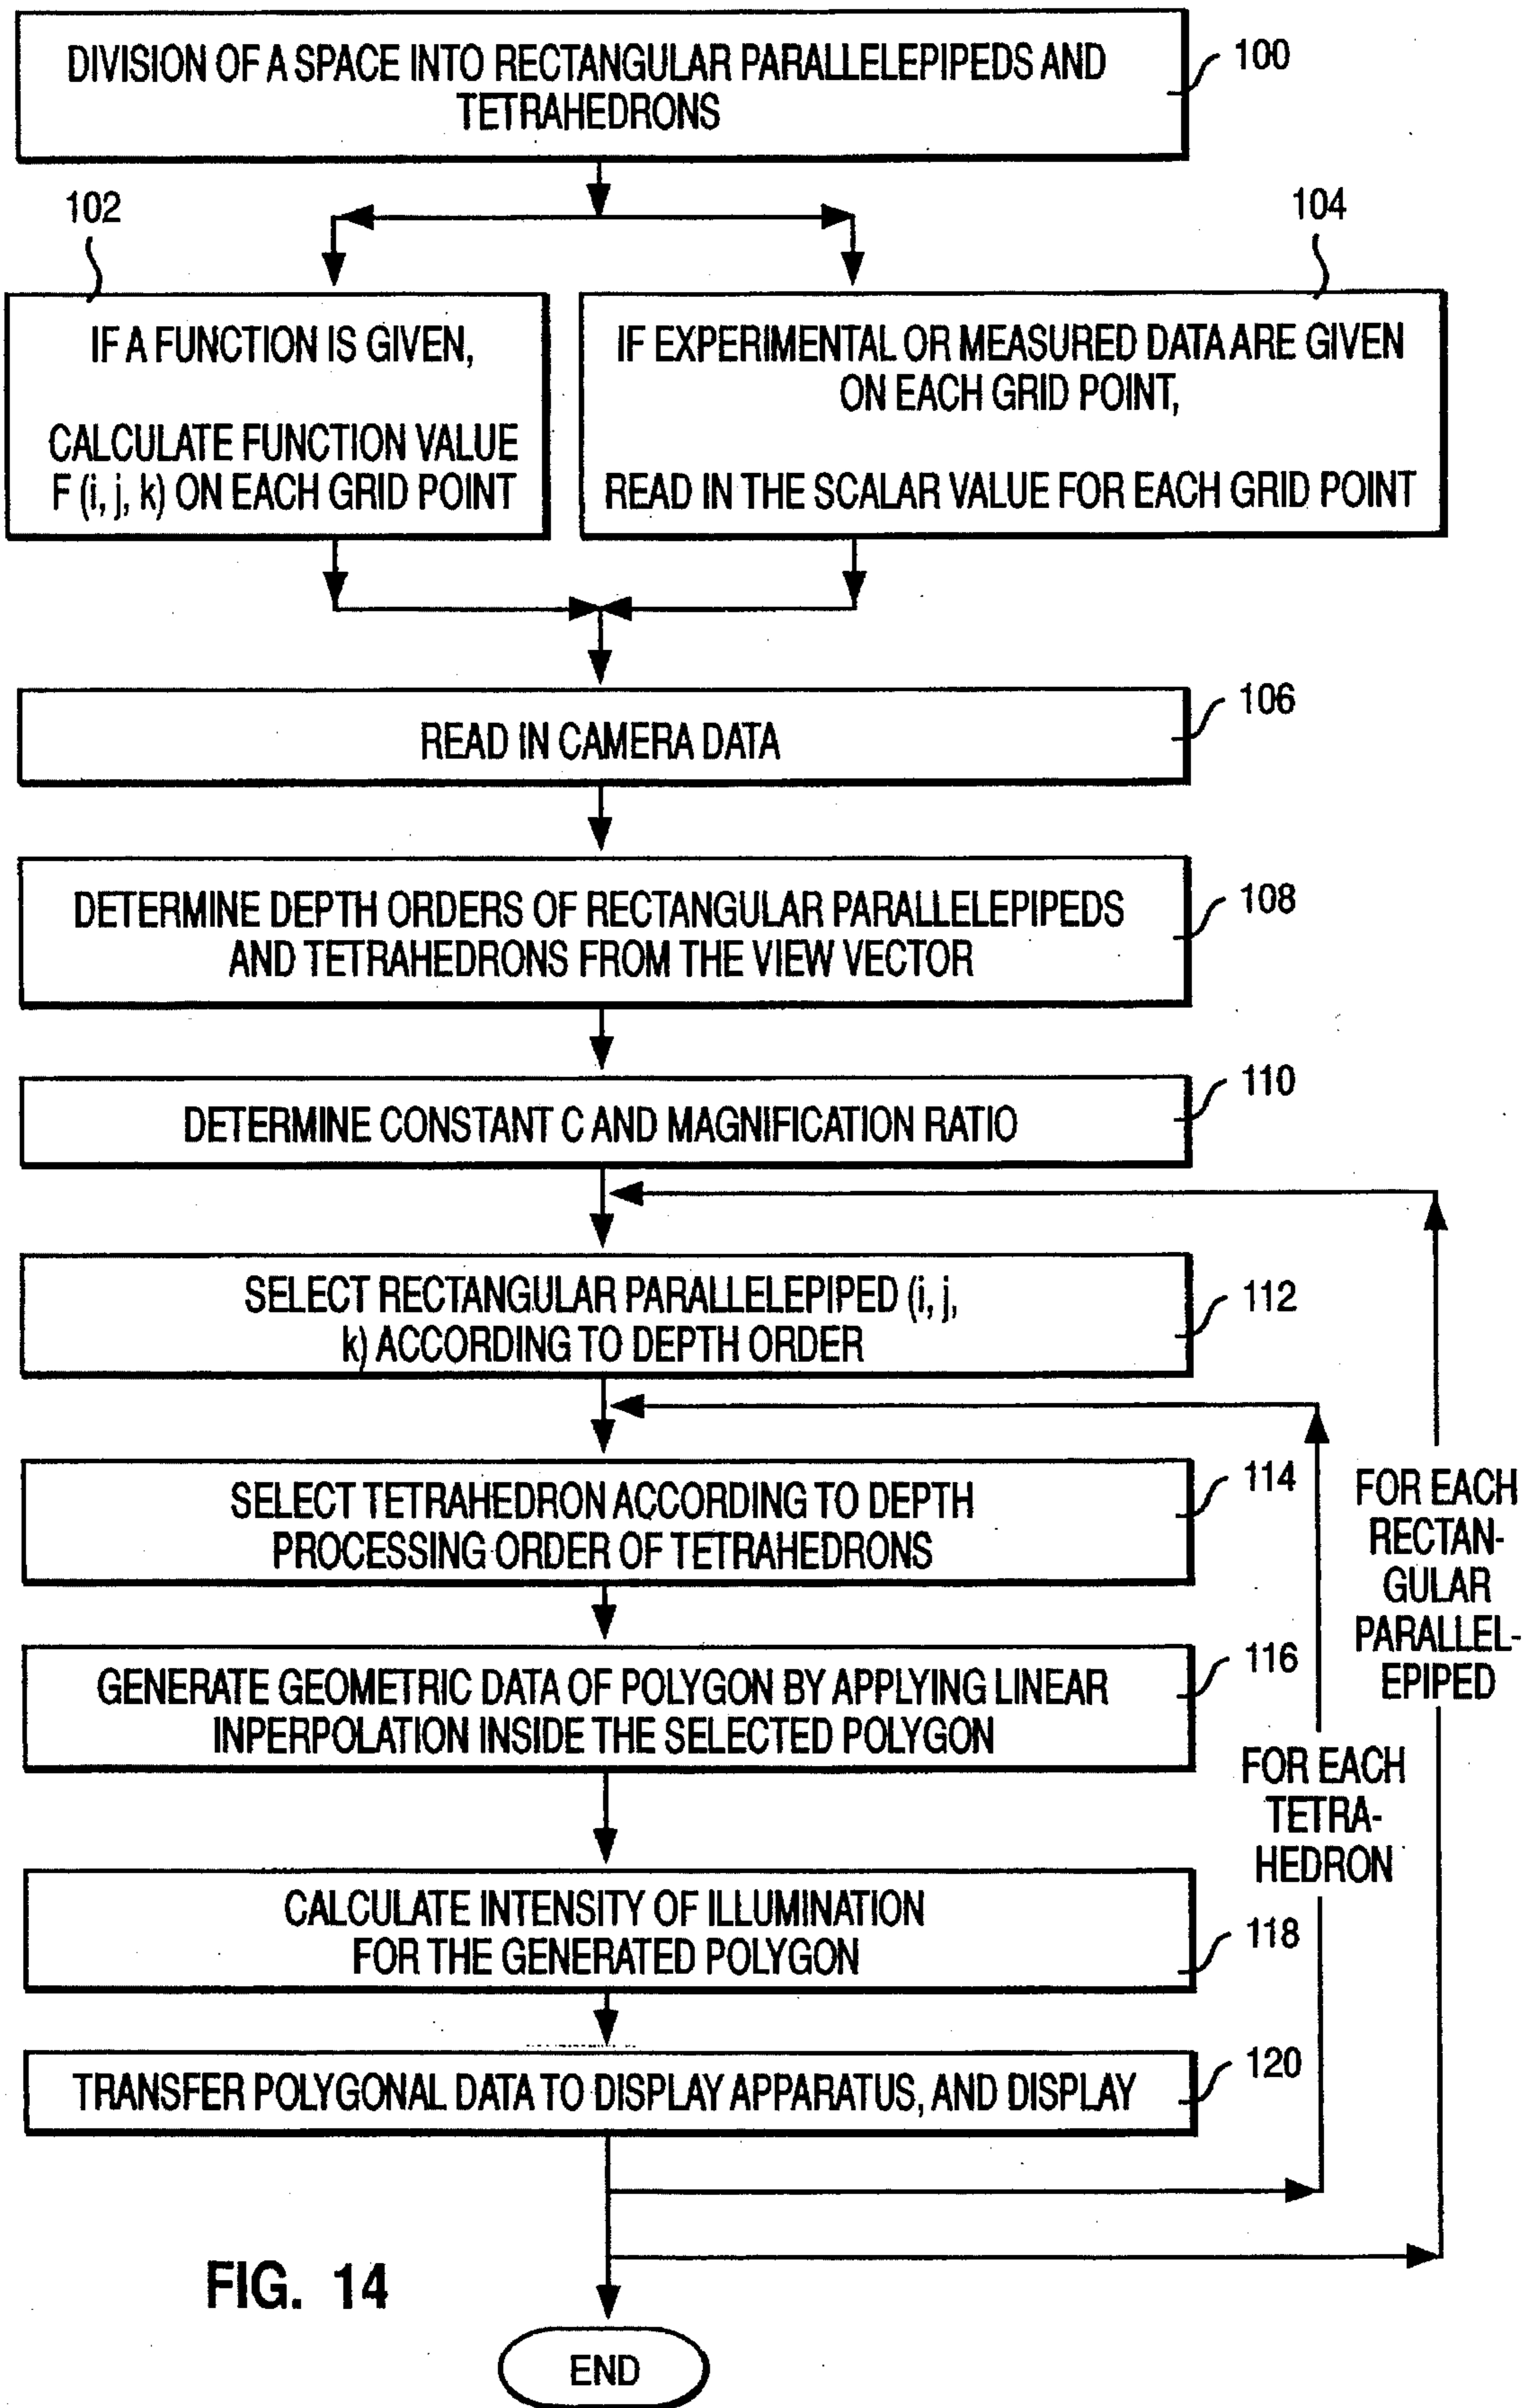 DIVISION OF A SPACE INTO RECTANGULAR PARALLELEPIPEDS AND
TETRAHEDRONS
100
102
104
IF A FUNCTION IS GIVEN,
CALCULATE FUNCTION VALUE
F (i, j, k) ON EACH GRID POINT
IF EXPERIMENTAL OR MEASURED DATA ARE GIVEN
ON EACH GRID POINT,
READ IN THE SCALAR VALUE FOR EACH GRID POINT
READ IN CAMERA DATA
106
DETERMINE DEPTH ORDERS OF RECTANGULAR PARALLELEPIPEDS
AND TETRAHEDRONS FROM THE VIEW VECTOR
108
DETERMINE CONSTANT C AND MAGNIFICATION RATIO
110
SELECT RECTANGULAR PARALLELEPIPED (i, j,
k) ACCORDING TO DEPTH ORDER
112
SELECT TETRAHEDRON ACCORDING TO DEPTH
PROCESSING ORDER OF TETRAHEDRONS
114
GENERATE GEOMETRIC DATA OF POLYGON BY APPLYING LINEAR
INPERPOLATION INSIDE THE SELECTED POLYGON
116
CALCULATE INTENSITY OF ILLUMINATION
FOR THE GENERATED POLYGON
118
TRANSFER POLYGONAL DATA TO DISPLAY APPARATUS, AND DISPLAY
120
FOR EACH
TETRA-
HEDRON
FOR EACH
RECTAN-
GULAR
PARALLEL-
EPIPED
FIG. 14
END